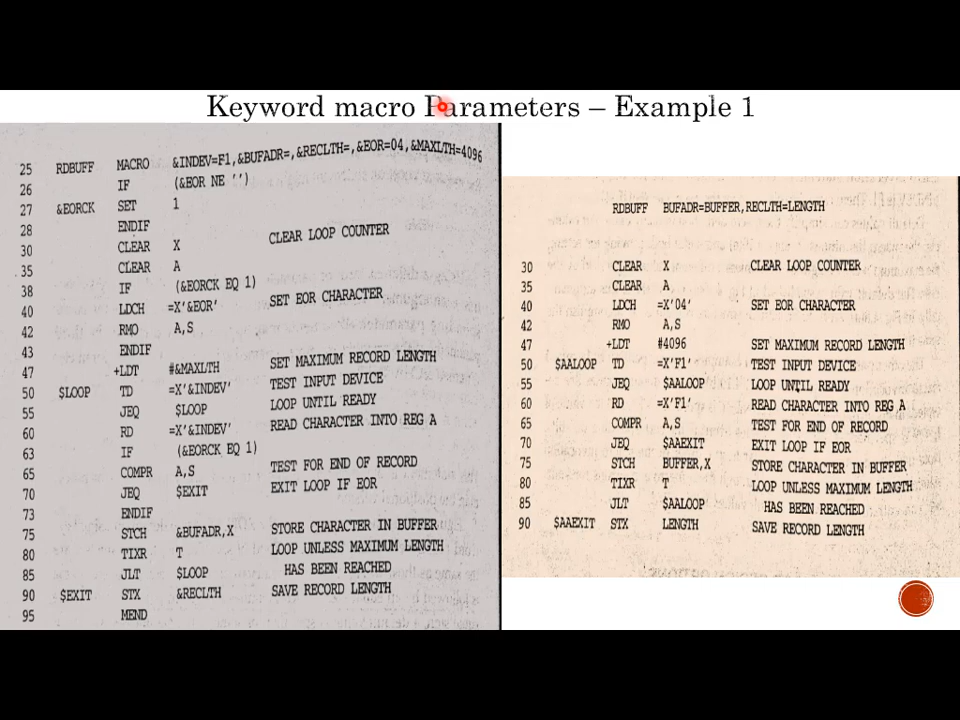 Keyword macro Parameters – Example 1
25 RDBUFF MACRO &INDEV=F1,&BUFADR=,&RECLTH=,&EOR=04,&MAXLTH=4096
26 IF (&EOR NE '')
27 &EORCK SET 1
28 ENDIF
30 CLEAR X CLEAR LOOP COUNTER
35 CLEAR A
38 IF (&EORCK EQ 1)
40 LDCH =X'&EOR' SET EOR CHARACTER
42 RMO A,S
43 ENDIF
47 +LDT #&MAXLTH SET MAXIMUM RECORD LENGTH
50 $LOOP TD =X'&INDEV' TEST INPUT DEVICE
55 JEQ $LOOP LOOP UNTIL READY
60 RD =X'&INDEV' READ CHARACTER INTO REG A
63 IF (&EORCK EQ 1)
65 COMPR A,S TEST FOR END OF RECORD
70 JEQ $EXIT EXIT LOOP IF EOR
73 ENDIF
75 STCH &BUFADR,X STORE CHARACTER IN BUFFER
80 TIXR T LOOP UNLESS MAXIMUM LENGTH
85 JLT $LOOP HAS BEEN REACHED
90 $EXIT STX &RECLTH SAVE RECORD LENGTH
95 MEND
RDBUFF BUFADR=BUFFER,RECLTH=LENGTH
30 CLEAR X CLEAR LOOP COUNTER
35 CLEAR A
40 LDCH =X'04' SET EOR CHARACTER
42 RMO A,S
47 +LDT #4096 SET MAXIMUM RECORD LENGTH
50 $AALOOP TD =X'F1' TEST INPUT DEVICE
55 JEQ $AALOOP LOOP UNTIL READY
60 RD =X'F1' READ CHARACTER INTO REG A
65 COMPR A,S TEST FOR END OF RECORD
70 JEQ $AAEXIT EXIT LOOP IF EOR
75 STCH BUFFER,X STORE CHARACTER IN BUFFER
80 TIXR T LOOP UNLESS MAXIMUM LENGTH
85 JLT $AALOOP HAS BEEN REACHED
90 $AAEXIT STX LENGTH SAVE RECORD LENGTH